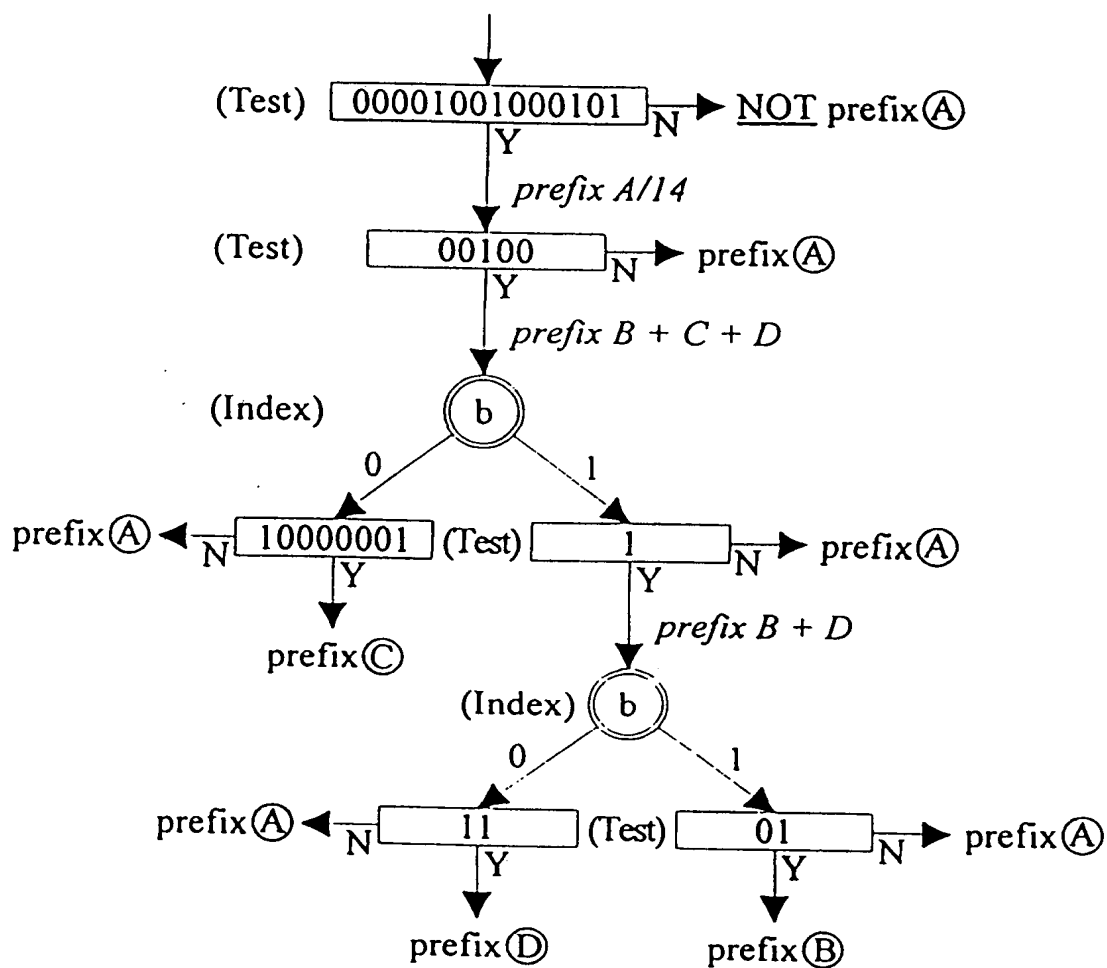 (Test) 00001001000101 N NOT prefix A
Y
prefix A/14
(Test) 00100 N prefix A
Y
prefix B + C + D
(Index) b
0 1
prefix A N 10000001 (Test) 1 N prefix A
Y Y
prefix C
prefix B + D
(Index) b
0 1
prefix A N 11 (Test) 01 N prefix A
Y Y
prefix D prefix B